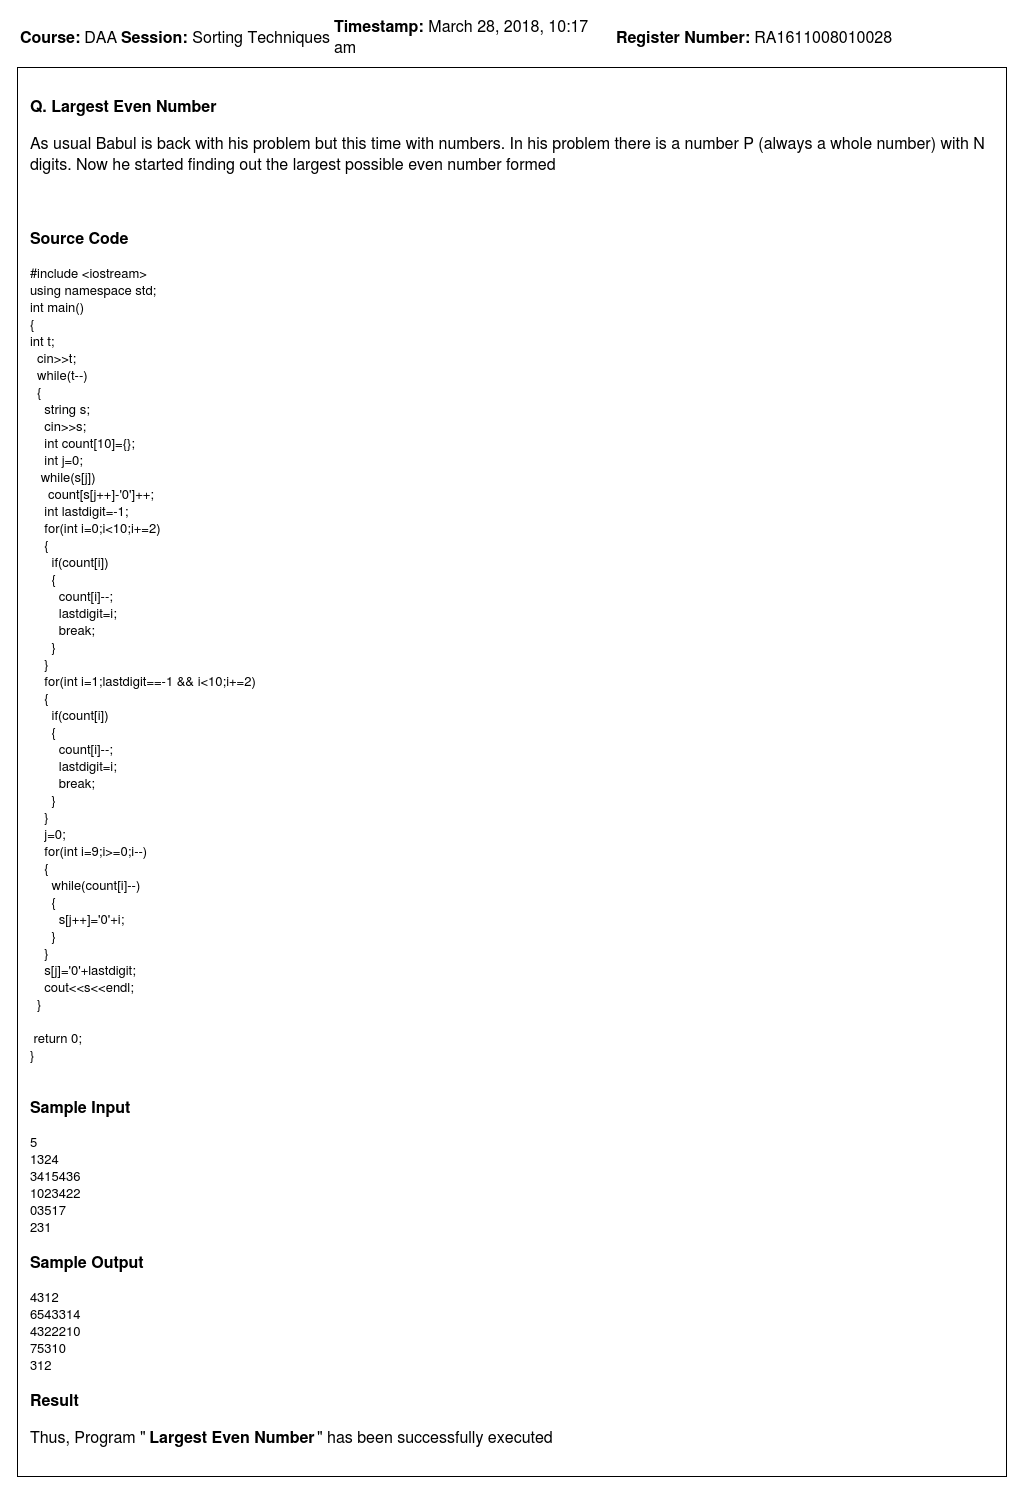 Course: DAA Session: Sorting Techniques Timestamp: March 28, 2018, 10:17 am Register Number: RA1611008010028
Q. Largest Even Number
As usual Babul is back with his problem but this time with numbers. In his problem there is a number P (always a whole number) with N
digits. Now he started finding out the largest possible even number formed
Source Code
#include <iostream>
using namespace std;
int main()
{
int t;
  cin>>t;
  while(t--)
  {
    string s;
    cin>>s;
    int count[10]={};
    int j=0;
   while(s[j])
     count[s[j++]-'0']++;
    int lastdigit=-1;
    for(int i=0;i<10;i+=2)
    {
      if(count[i])
      {
        count[i]--;
        lastdigit=i;
        break;
      }
    }
    for(int i=1;lastdigit==-1 && i<10;i+=2)
    {
      if(count[i])
      {
        count[i]--;
        lastdigit=i;
        break;
      }
    }
    j=0;
    for(int i=9;i>=0;i--)
    {
      while(count[i]--)
      {
        s[j++]='0'+i;
      }
    }
    s[j]='0'+lastdigit;
    cout<<s<<endl;
  }
 return 0;
}
Sample Input
5
1324
3415436
1023422
03517
231
Sample Output
4312
6543314
4322210
75310
312
Result
Thus, Program " Largest Even Number " has been successfully executed